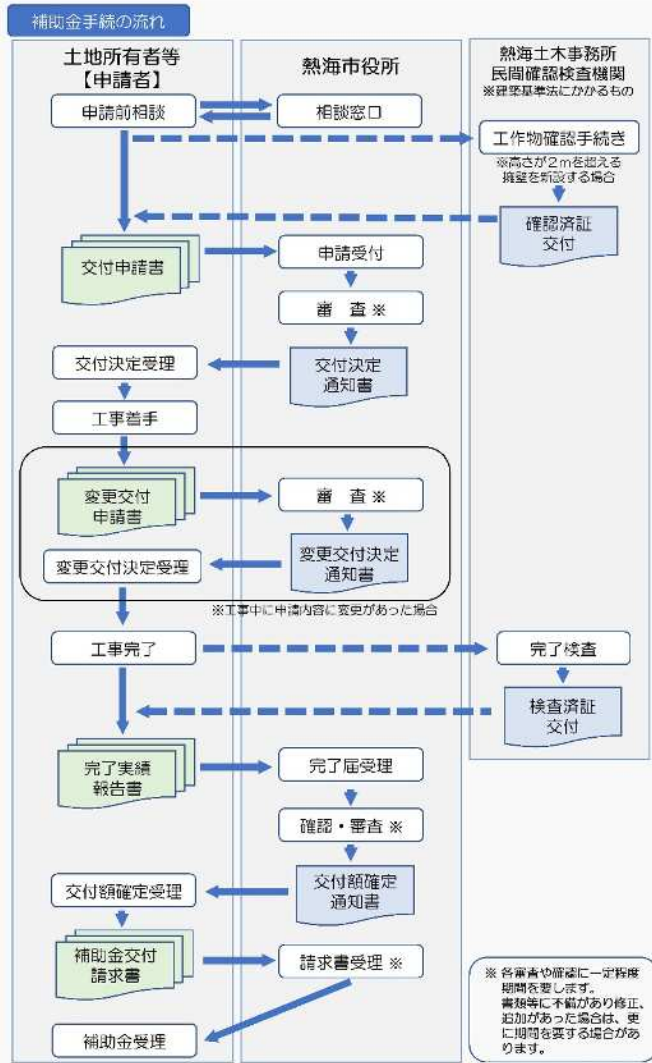 補助金手続の流れ
土地所有者等
【申請者】
熱海市役所
熱海土木事務所
民間確認検査機関
※建築基準法にかかるもの
申請前相談
相談窓口
工作物確認手続き
※高さが2mを超える
擁壁を新設する場合
確認済証
交付
交付申請書
申請受付
審 査 ※
交付決定受理
交付決定
通知書
工事着手
変更交付
申請書
審 査 ※
変更交付決定受理
変更交付決定
通知書
※工事中に申請内容に変更があった場合
工事完了
完了検査
検査済証
交付
完了実績
報告書
完了届受理
確認・審査 ※
交付額確定受理
交付額確定
通知書
補助金交付
請求書
請求書受理 ※
補助金受理
※ 各審査や確認に一定程度
期間を要します。
書類等に不備があり修正、
追加があった場合は、更
に期間を要する場合があ
ります。